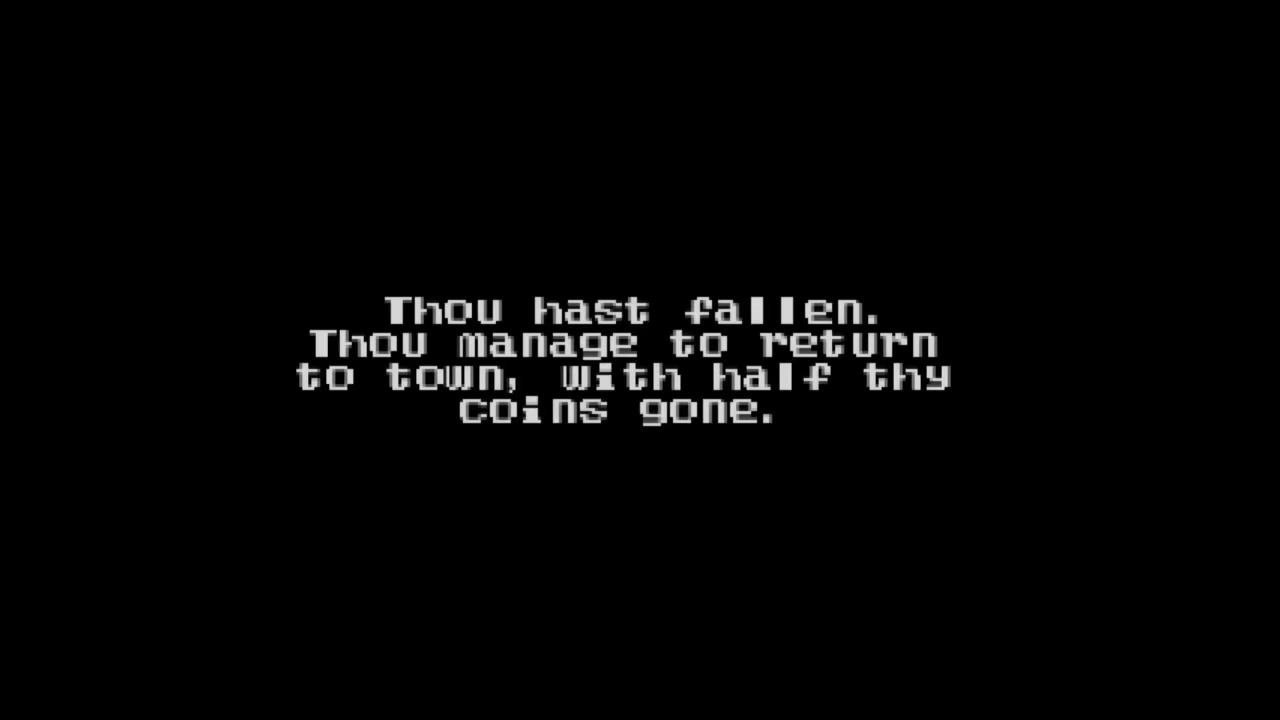 Thou hast fallen.
Thou manage to return
to town, with half thy
coins gone.